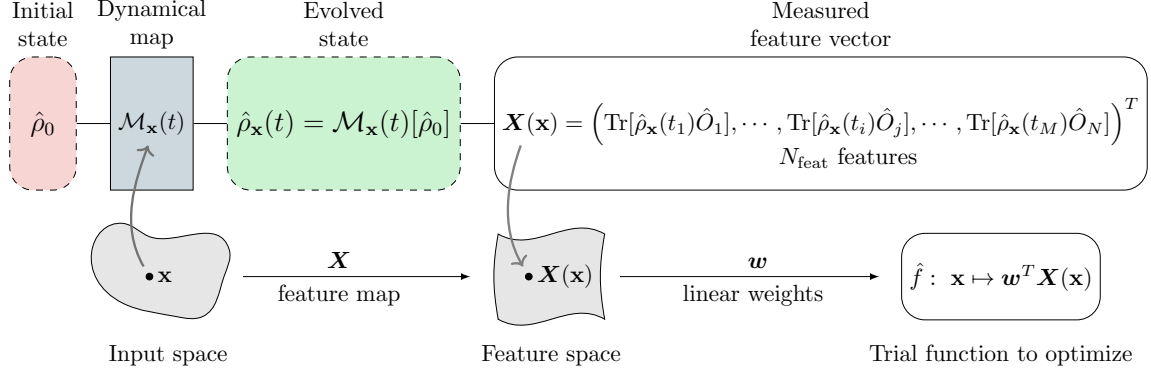 Initial
state
Dynamical
map
Evolved
state
Measured
feature vector
ρ̂₀
ℳ𝐱(t)
ρ̂𝐱(t) = ℳ𝐱(t)[ρ̂₀]
𝑿(𝐱) = (Tr[ρ̂𝐱(t₁)Ô₁], ⋯ , Tr[ρ̂𝐱(tᵢ)Ôⱼ], ⋯ , Tr[ρ̂𝐱(t_M)Ô_N])ᵀ
N_feat features
𝐱
𝑿
feature map
𝑿(𝐱)
𝒘
linear weights
f̂ : 𝐱 ↦ 𝒘ᵀ𝑿(𝐱)
Input space
Feature space
Trial function to optimize